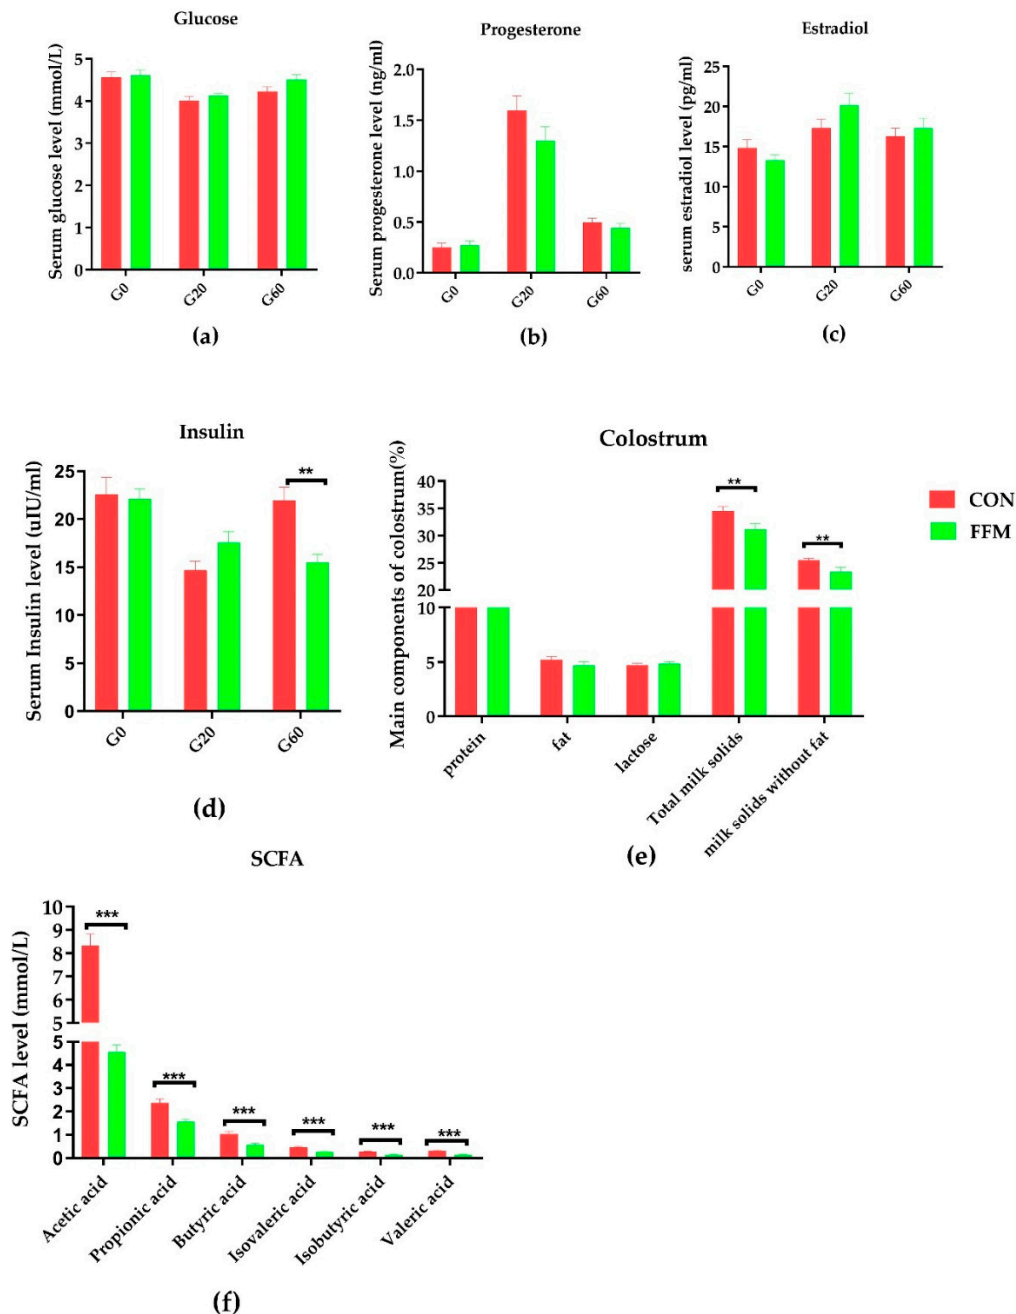 Glucose
Serum glucose level (mmol/L)
5
4
3
2
1
0
G0
G20
G60
(a)
Progesterone
Serum progesterone level (ng/ml)
2.0
1.5
1.0
0.5
0.0
G0
G20
G60
(b)
Estradiol
serum estradiol level (pg/ml)
25
20
15
10
5
0
G0
G20
G60
(c)
Insulin
Serum Insulin level (uIU/ml)
25
20
15
10
5
0
**
G0
G20
G60
(d)
Colostrum
Main components of colostrum(%)
40
35
30
25
20
10
5
0
**
**
protein
fat
lactose
Total milk solids
milk solids without fat
(e)
CON
FFM
SCFA
SCFA level (mmol/L)
10
9
8
7
6
5
5
4
3
2
1
0
***
***
***
***
***
***
Acetic acid
Propionic acid
Butyric acid
Isovaleric acid
Isobutyric acid
Valeric acid
(f)